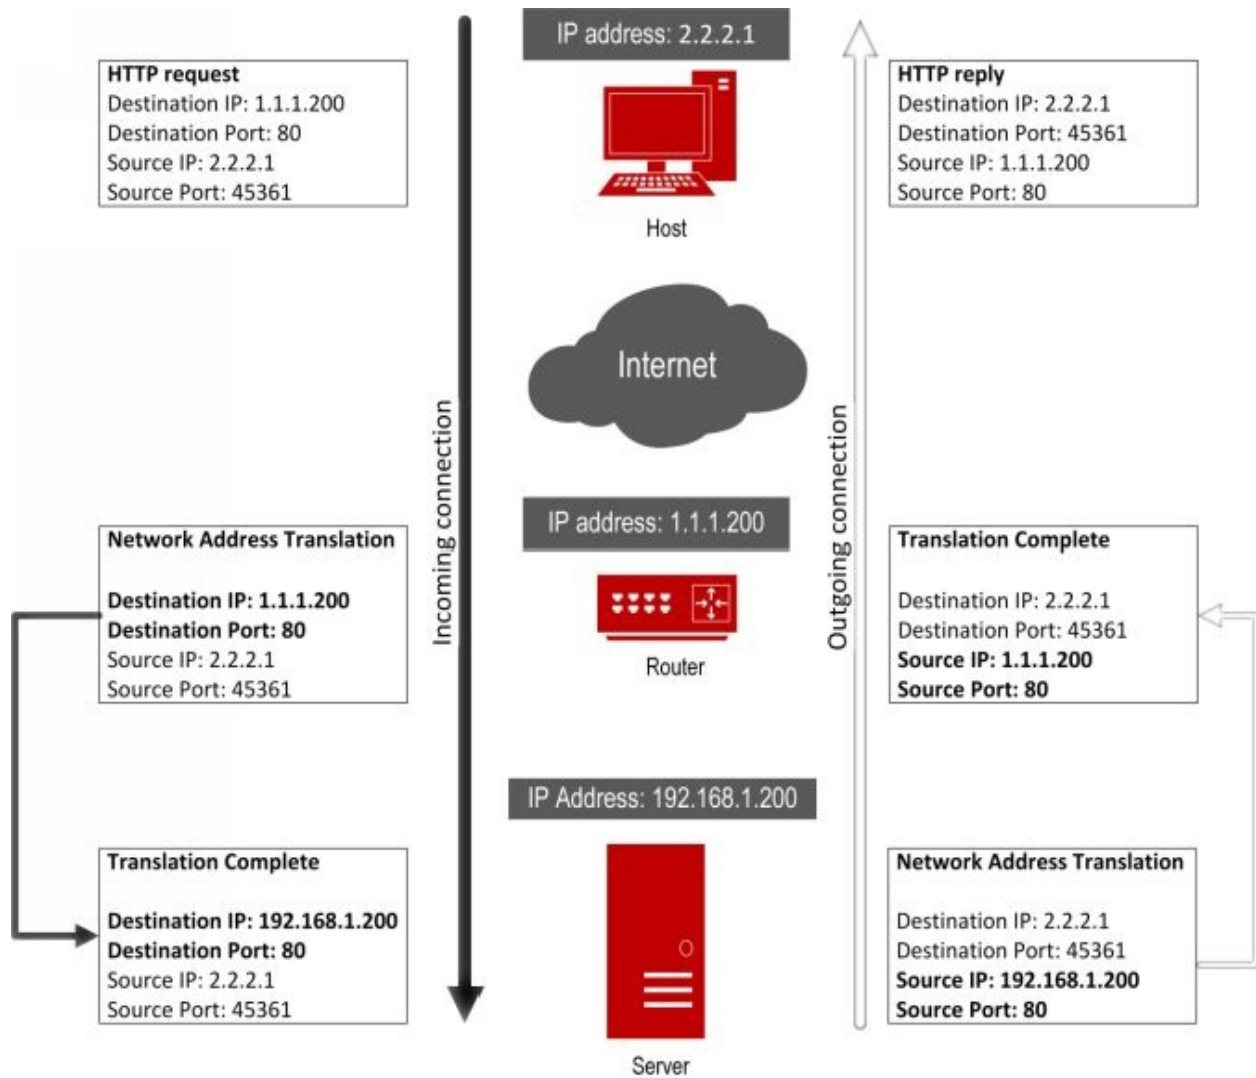 IP address: 2.2.2.1
HTTP request
Destination IP: 1.1.1.200
Destination Port: 80
Source IP: 2.2.2.1
Source Port: 45361
Host
HTTP reply
Destination IP: 2.2.2.1
Destination Port: 45361
Source IP: 1.1.1.200
Source Port: 80
Internet
Incoming connection
Outgoing connection
Network Address Translation
Destination IP: 1.1.1.200
Destination Port: 80
Source IP: 2.2.2.1
Source Port: 45361
IP address: 1.1.1.200
Router
Translation Complete
Destination IP: 2.2.2.1
Destination Port: 45361
Source IP: 1.1.1.200
Source Port: 80
Translation Complete
Destination IP: 192.168.1.200
Destination Port: 80
Source IP: 2.2.2.1
Source Port: 45361
IP Address: 192.168.1.200
Server
Network Address Translation
Destination IP: 2.2.2.1
Destination Port: 45361
Source IP: 192.168.1.200
Source Port: 80